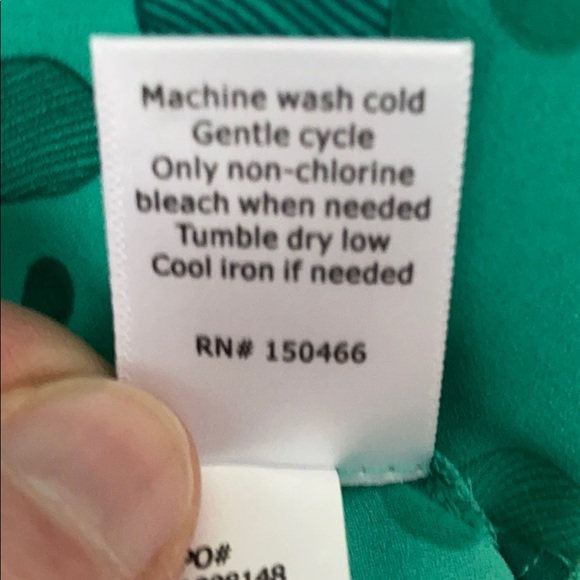 Machine wash cold
Gentle cycle
Only non-chlorine
bleach when needed
Tumble dry low
Cool iron if needed
RN# 150466
PO#